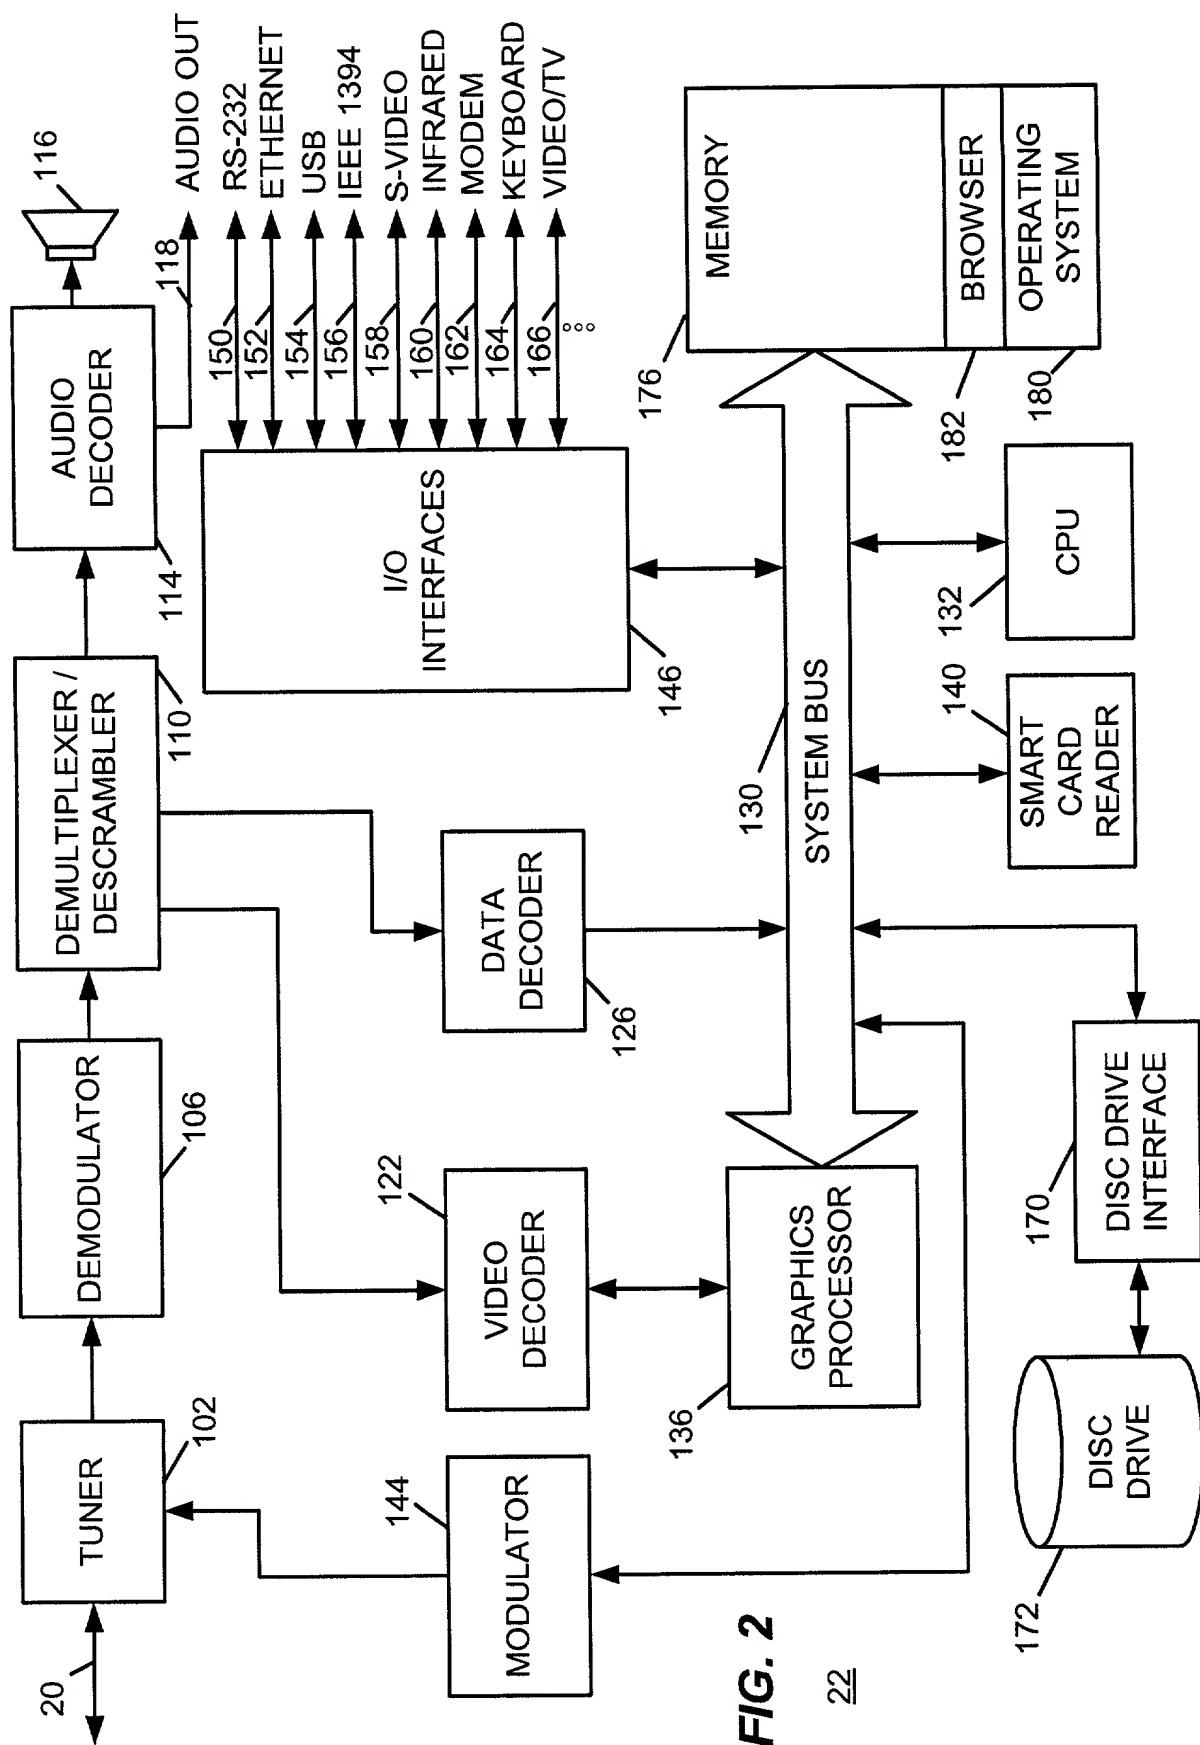 20
TUNER
102
DEMODULATOR
106
DEMULTIPLEXER /
DESCRAMBLER
110
AUDIO
DECODER
114
116
118
AUDIO OUT
150
RS-232
152
ETHERNET
154
USB
156
IEEE 1394
158
S-VIDEO
160
INFRARED
162
MODEM
164
KEYBOARD
166
VIDEO/TV
I/O
INTERFACES
146
MODULATOR
144
VIDEO
DECODER
122
DATA
DECODER
126
GRAPHICS
PROCESSOR
136
130
SYSTEM BUS
MEMORY
176
BROWSER
182
OPERATING
SYSTEM
180
DISC
DRIVE
172
DISC DRIVE
INTERFACE
170
SMART
CARD
READER
140
CPU
132
FIG. 2
22